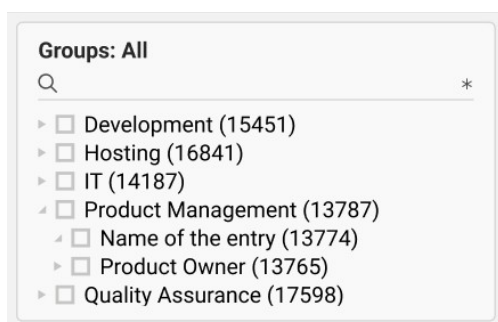 Groups: All
*
Development (15451)
Hosting (16841)
IT (14187)
Product Management (13787)
Name of the entry (13774)
Product Owner (13765)
Quality Assurance (17598)